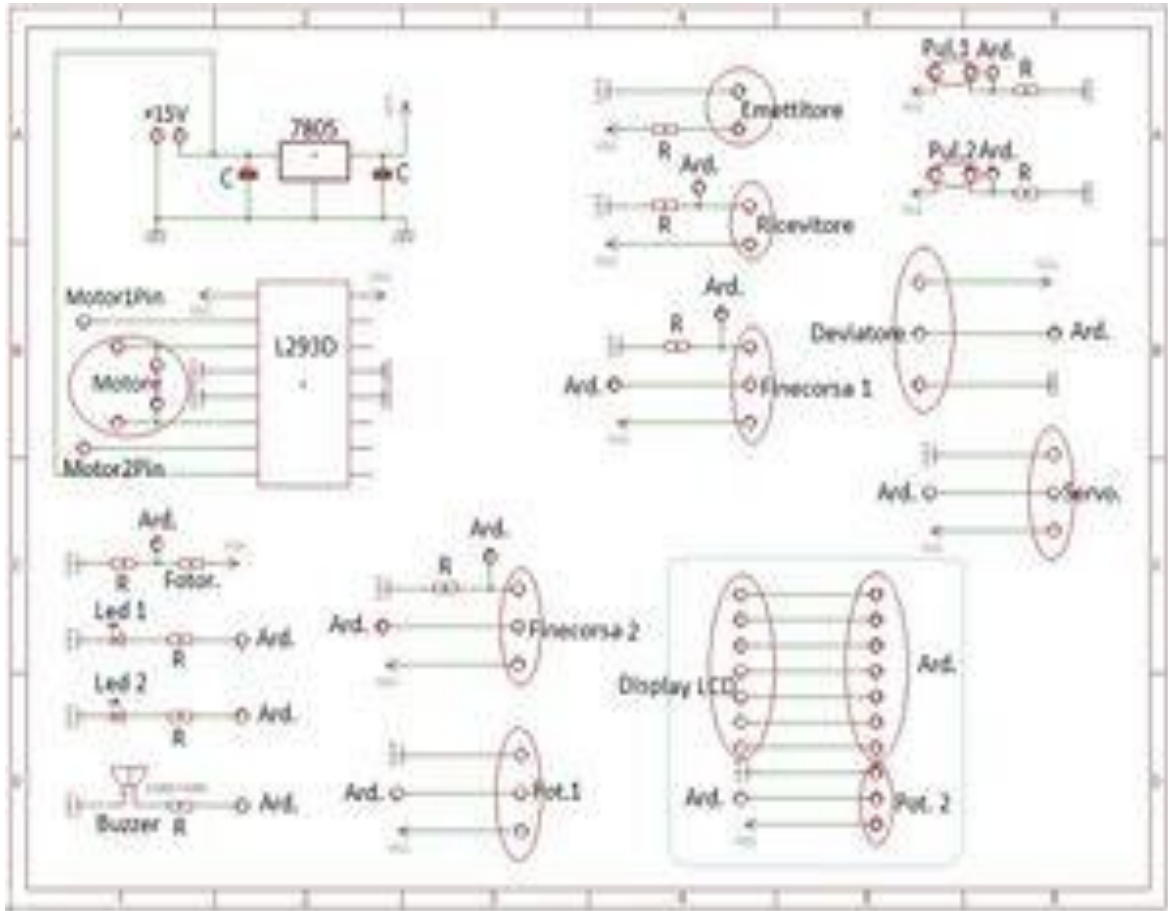 +15V
7805
C
C
Motor1Pin
L293D
Motore
Motor2Pin
Emettitore
R
Ard.
R
Ricevitore
Pul,1 Ard.
R
Pul,2 Ard.
R
Ard.
R
Ard.
Finecorsa 1
Deviatore
Ard.
Ard.
Servo.
Ard.
R
Fotor.
Led 1
Ard.
R
Led 2
Ard.
R
Ard.
Buzzer
R
Ard.
R
Ard.
Finecorsa 2
Ard.
Pot.1
Display LCD
Ard.
Ard.
Pot. 2